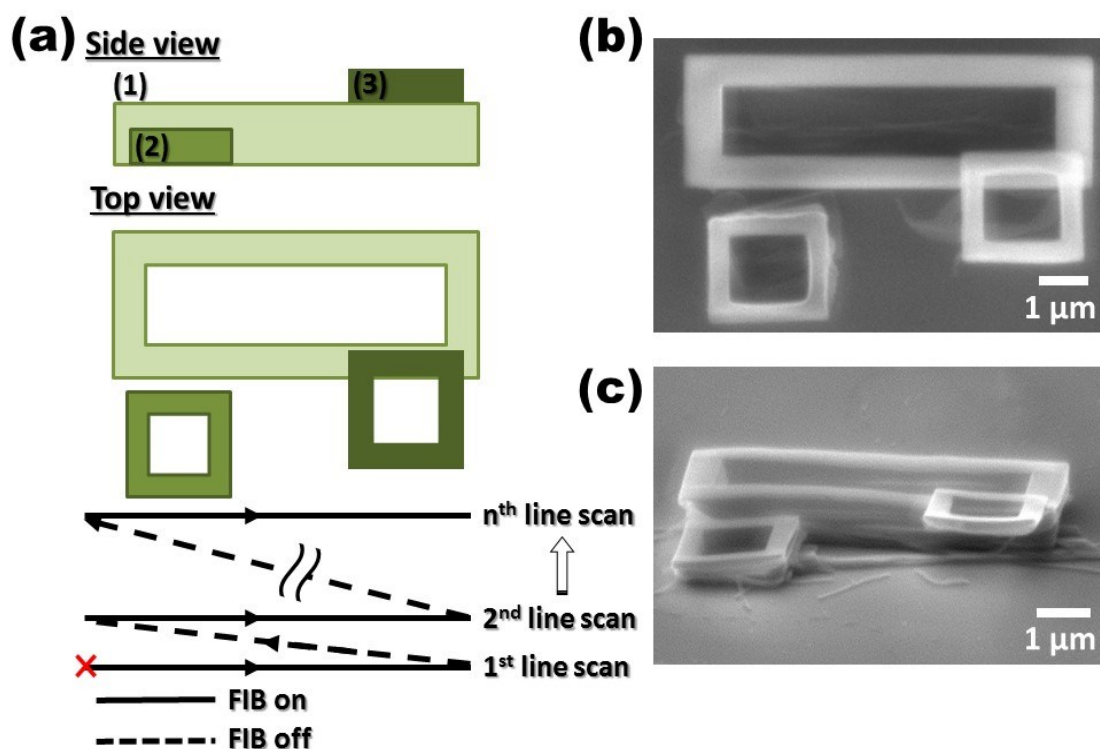 (a)
Side view
(1)
(3)
(2)
Top view
nth line scan
2nd line scan
1st line scan
FIB on
FIB off
(b)
1 μm
(c)
1 μm